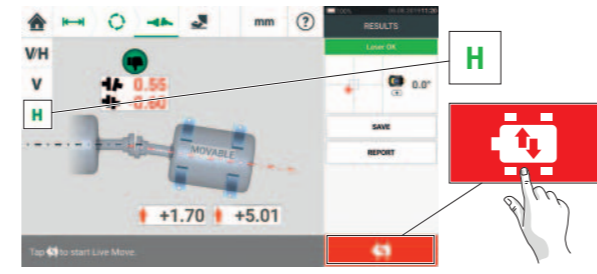 mm
?
100%
RESULTS
Laser OK
V/H
V
H
H
0.55
0.60
0.0°
SAVE
MOVABLE
REPORT
+1.70
+5.01
Tap to start Live Move.